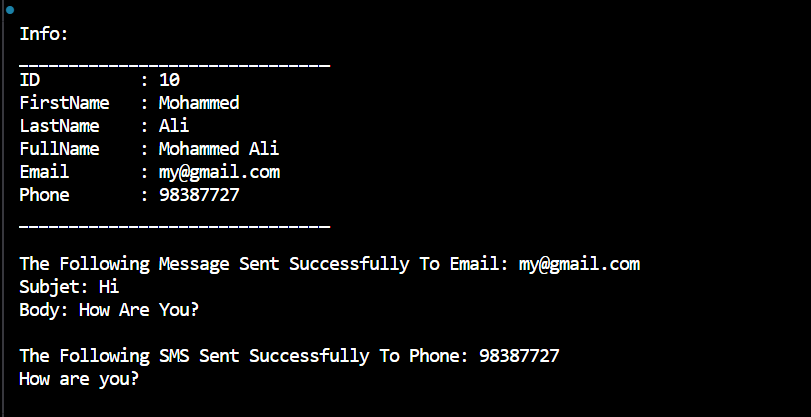 Info:
_______________________________
ID          : 10
FirstName   : Mohammed
LastName    : Ali
FullName    : Mohammed Ali
Email       : my@gmail.com
Phone       : 98387727
_______________________________
The Following Message Sent Successfully To Email: my@gmail.com
Subjet: Hi
Body: How Are You?
The Following SMS Sent Successfully To Phone: 98387727
How are you?